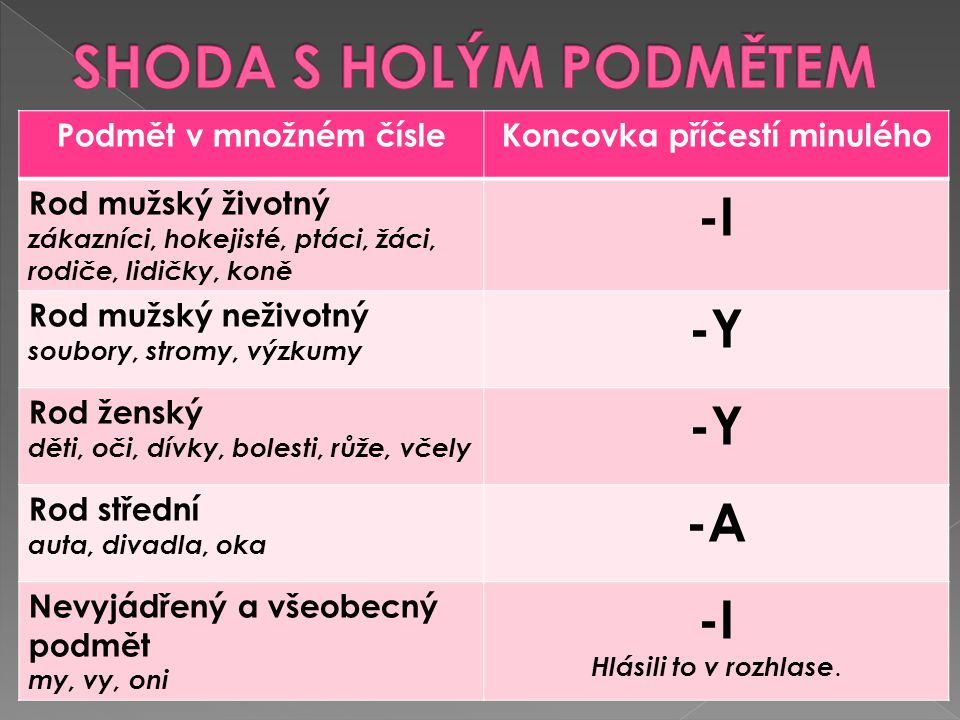 SHODA S HOLÝM PODMĚTEM
Podmět v množném čísle
Koncovka příčestí minulého
Rod mužský životný
zákazníci, hokejisté, ptáci, žáci,
rodiče, lidičky, koně
-I
Rod mužský neživotný
soubory, stromy, výzkumy
-Y
Rod ženský
děti, oči, dívky, bolesti, růže, včely
-Y
Rod střední
auta, divadla, oka
-A
Nevyjádřený a všeobecný
podmět
my, vy, oni
-I
Hlásili to v rozhlase.